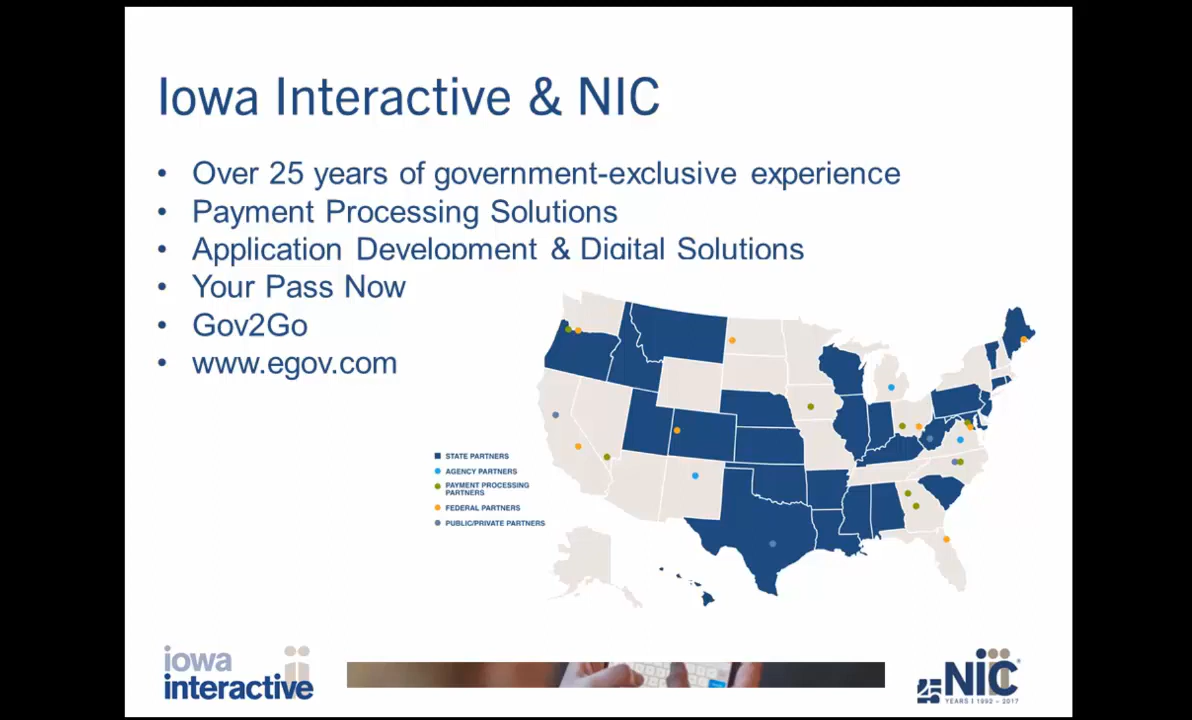 Iowa Interactive & NIC
• Over 25 years of government-exclusive experience
• Payment Processing Solutions
• Application Development & Digital Solutions
• Your Pass Now
• Gov2Go
• www.egov.com
STATE PARTNERS
AGENCY PARTNERS
PAYMENT PROCESSING
PARTNERS
FEDERAL PARTNERS
PUBLIC/PRIVATE PARTNERS
iowa
interactive
25 NIC
YEARS | 1992 – 2017